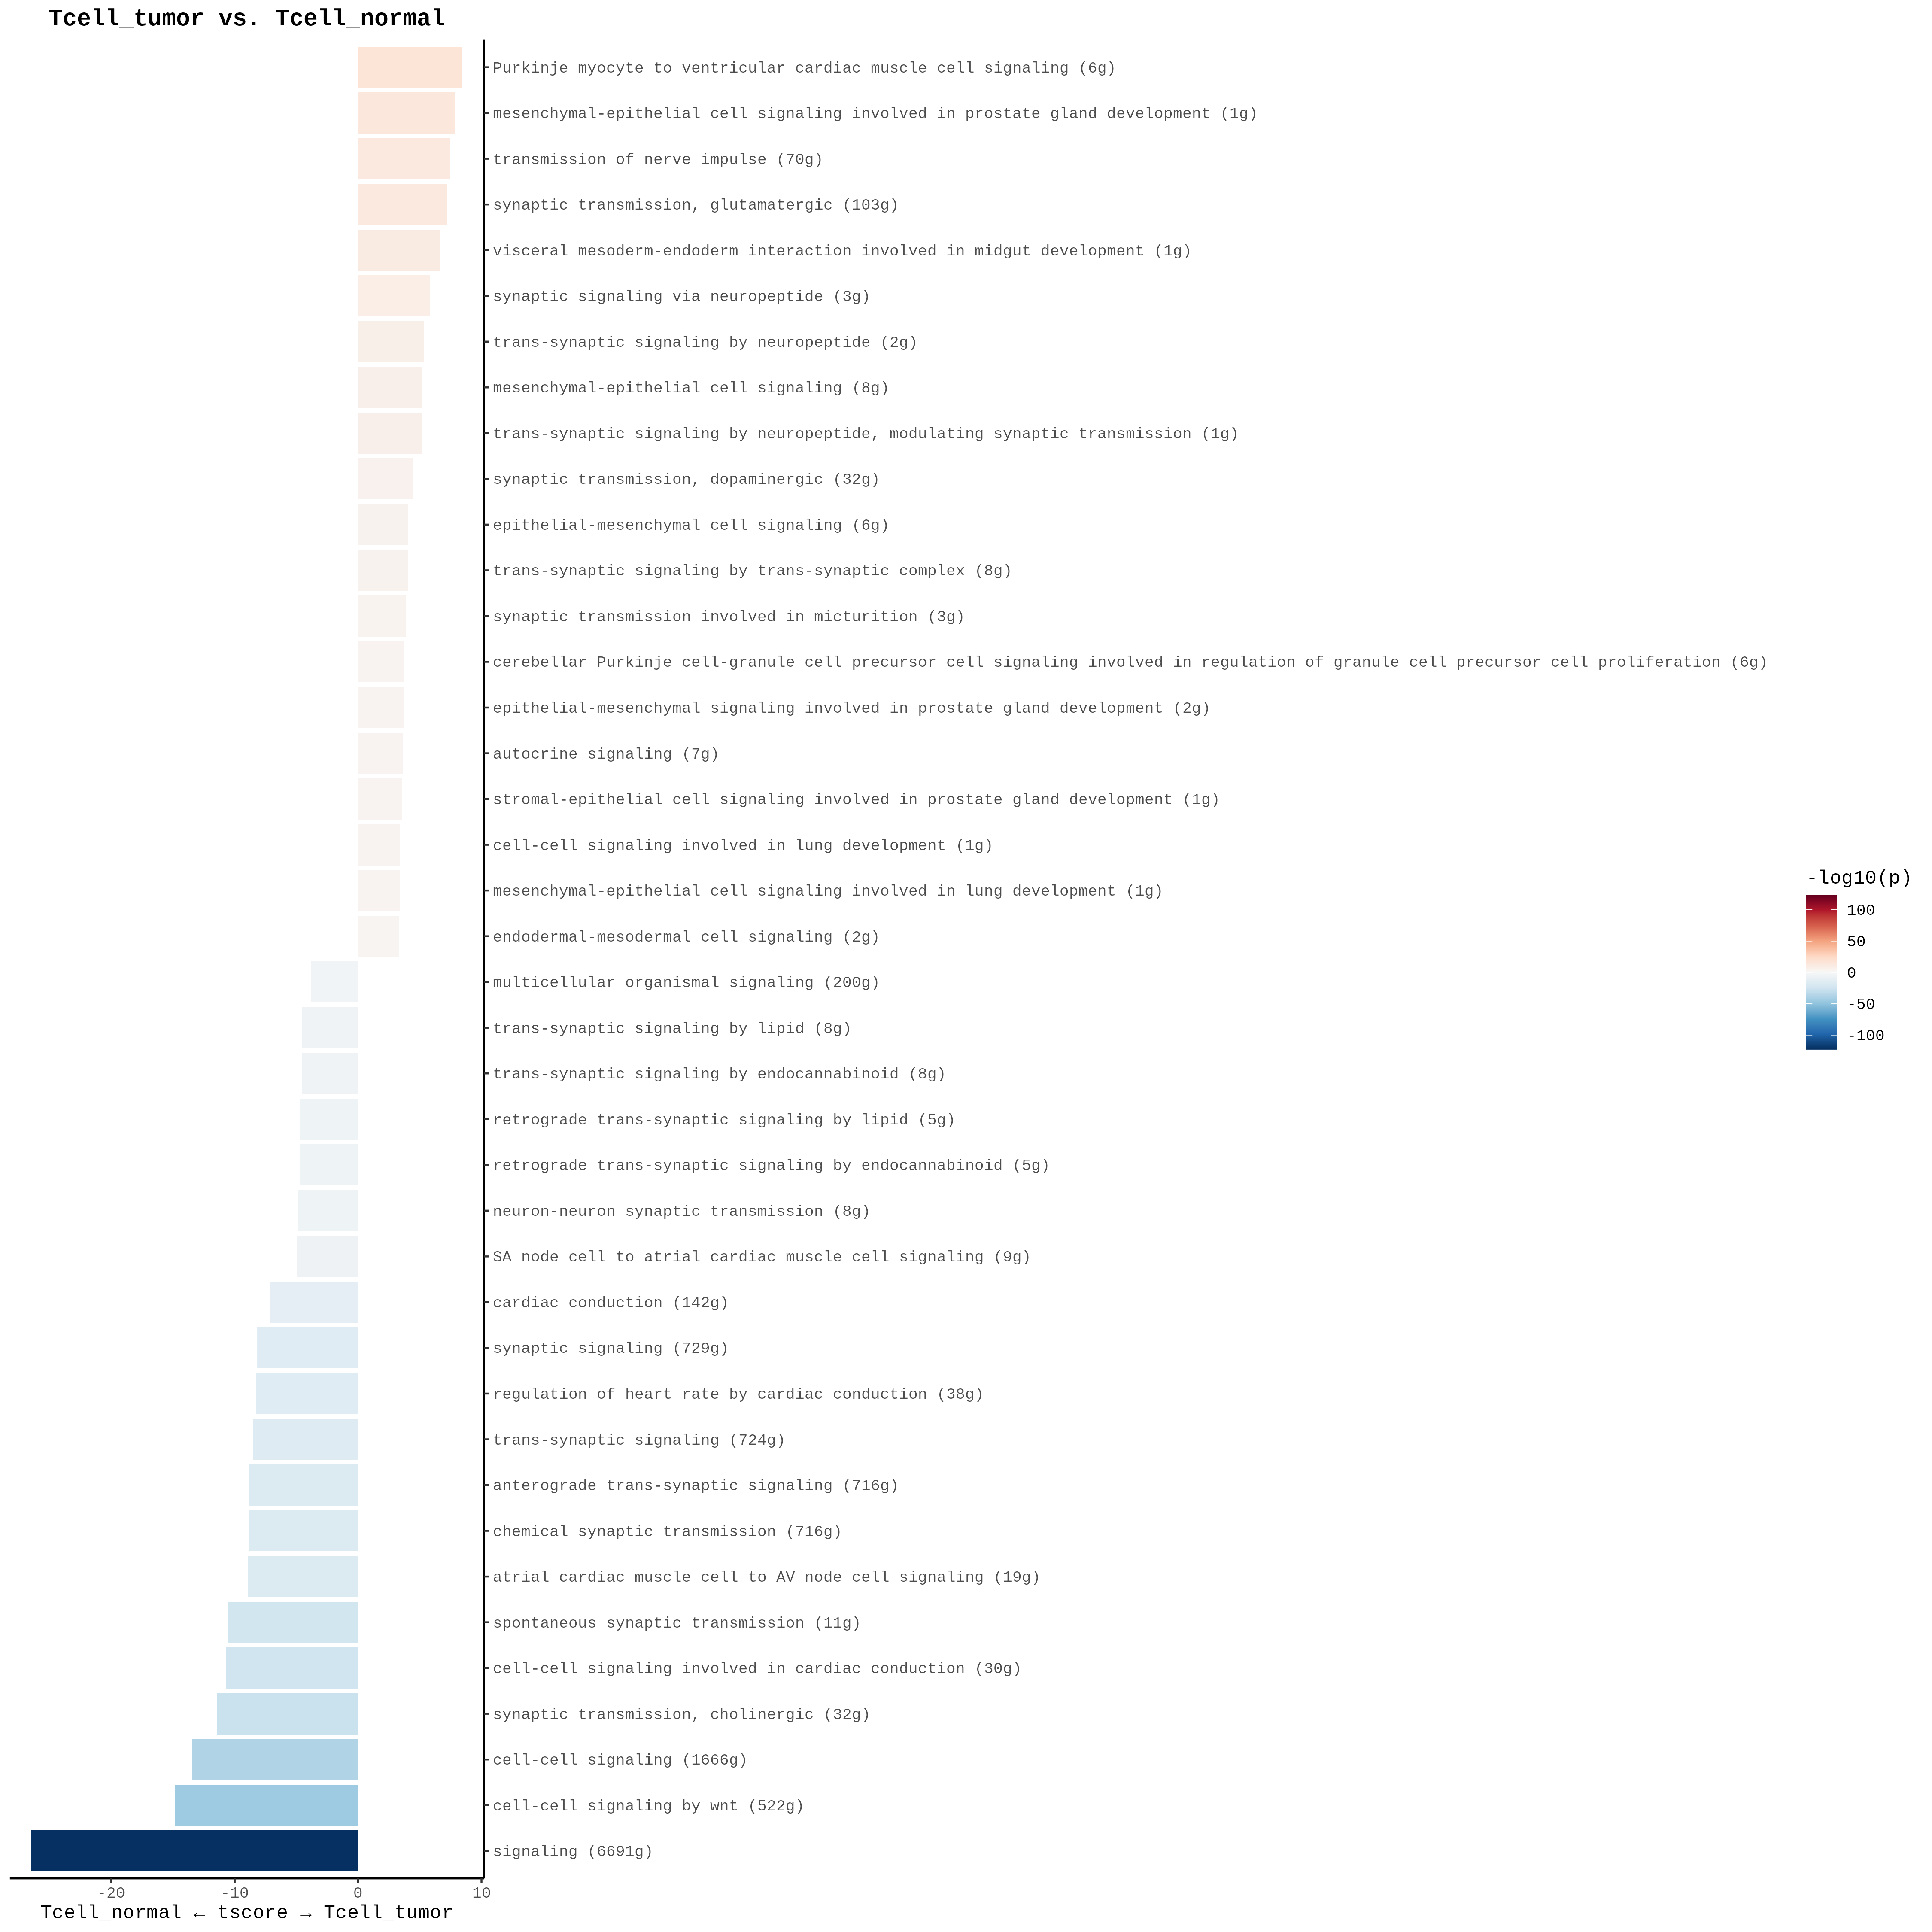 Tcell_tumor vs. Tcell_normal
Purkinje myocyte to ventricular cardiac muscle cell signaling (6g)
mesenchymal-epithelial cell signaling involved in prostate gland development (1g)
transmission of nerve impulse (70g)
synaptic transmission, glutamatergic (103g)
visceral mesoderm-endoderm interaction involved in midgut development (1g)
synaptic signaling via neuropeptide (3g)
trans-synaptic signaling by neuropeptide (2g)
mesenchymal-epithelial cell signaling (8g)
trans-synaptic signaling by neuropeptide, modulating synaptic transmission (1g)
synaptic transmission, dopaminergic (32g)
epithelial-mesenchymal cell signaling (6g)
trans-synaptic signaling by trans-synaptic complex (8g)
synaptic transmission involved in micturition (3g)
cerebellar Purkinje cell-granule cell precursor cell signaling involved in regulation of granule cell precursor cell proliferation (6g)
epithelial-mesenchymal signaling involved in prostate gland development (2g)
autocrine signaling (7g)
stromal-epithelial cell signaling involved in prostate gland development (1g)
cell-cell signaling involved in lung development (1g)
mesenchymal-epithelial cell signaling involved in lung development (1g)
endodermal-mesodermal cell signaling (2g)
multicellular organismal signaling (200g)
trans-synaptic signaling by lipid (8g)
trans-synaptic signaling by endocannabinoid (8g)
retrograde trans-synaptic signaling by lipid (5g)
retrograde trans-synaptic signaling by endocannabinoid (5g)
neuron-neuron synaptic transmission (8g)
SA node cell to atrial cardiac muscle cell signaling (9g)
cardiac conduction (142g)
synaptic signaling (729g)
regulation of heart rate by cardiac conduction (38g)
trans-synaptic signaling (724g)
anterograde trans-synaptic signaling (716g)
chemical synaptic transmission (716g)
atrial cardiac muscle cell to AV node cell signaling (19g)
spontaneous synaptic transmission (11g)
cell-cell signaling involved in cardiac conduction (30g)
synaptic transmission, cholinergic (32g)
cell-cell signaling (1666g)
cell-cell signaling by wnt (522g)
signaling (6691g)
-20 -10 0 10
Tcell_normal ← tscore → Tcell_tumor
-log10(p)
100
50
0
-50
-100